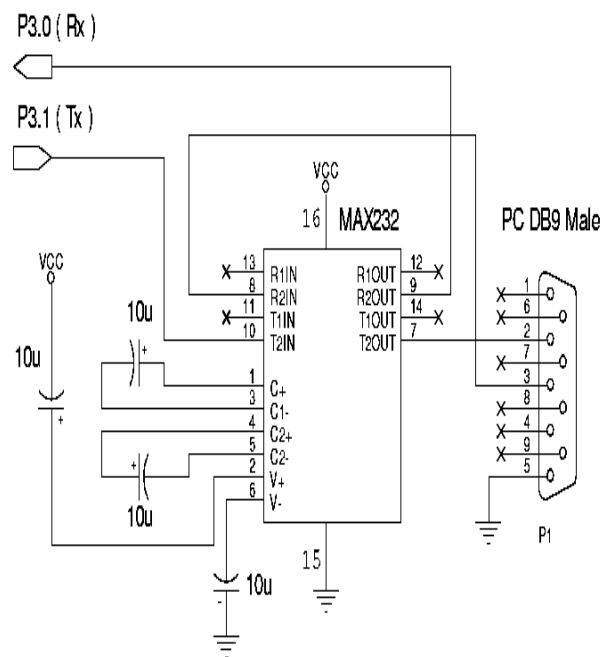 P3.0 ( Rx )
P3.1 ( Tx )
VCC
16
MAX232
PC DB9 Male
VCC
10u
10u
13
R1IN
8
R2IN
11
T1IN
10
T2IN
R1OUT
12
R2OUT
9
T1OUT
14
T2OUT
7
1
C+
3
C1-
4
C2+
5
C2-
2
V+
6
V-
+
+
+
10u
15
10u
-
1
6
2
7
3
8
4
9
5
P1